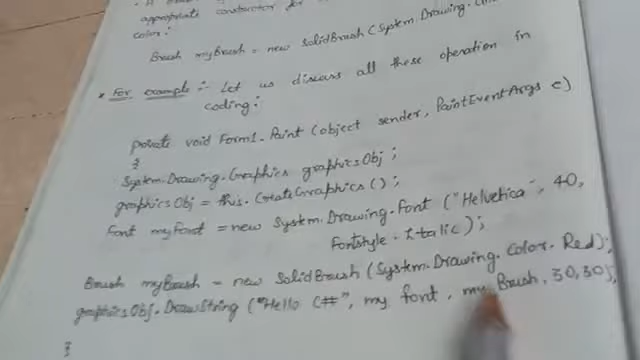 appropriate constructor for
color:
Brush myBrush = new SolidBrush (System.Drawing.
* For example :- Let us discuss all these operation in
coding:
private void Form1_Paint (object sender, PaintEventArgs e)
{
System.Drawing.Graphics graphicsObj;
graphicsObj = this.CreateGraphics();
Font myFont = new System.Drawing.Font ("Helvetica", 40,
Fontstyle.Italic);
Brush myBrush = new SolidBrush (System.Drawing.Color.Red);
graphicsObj.DrawString ("Hello C#", my font, my Brush, 30,30);
}